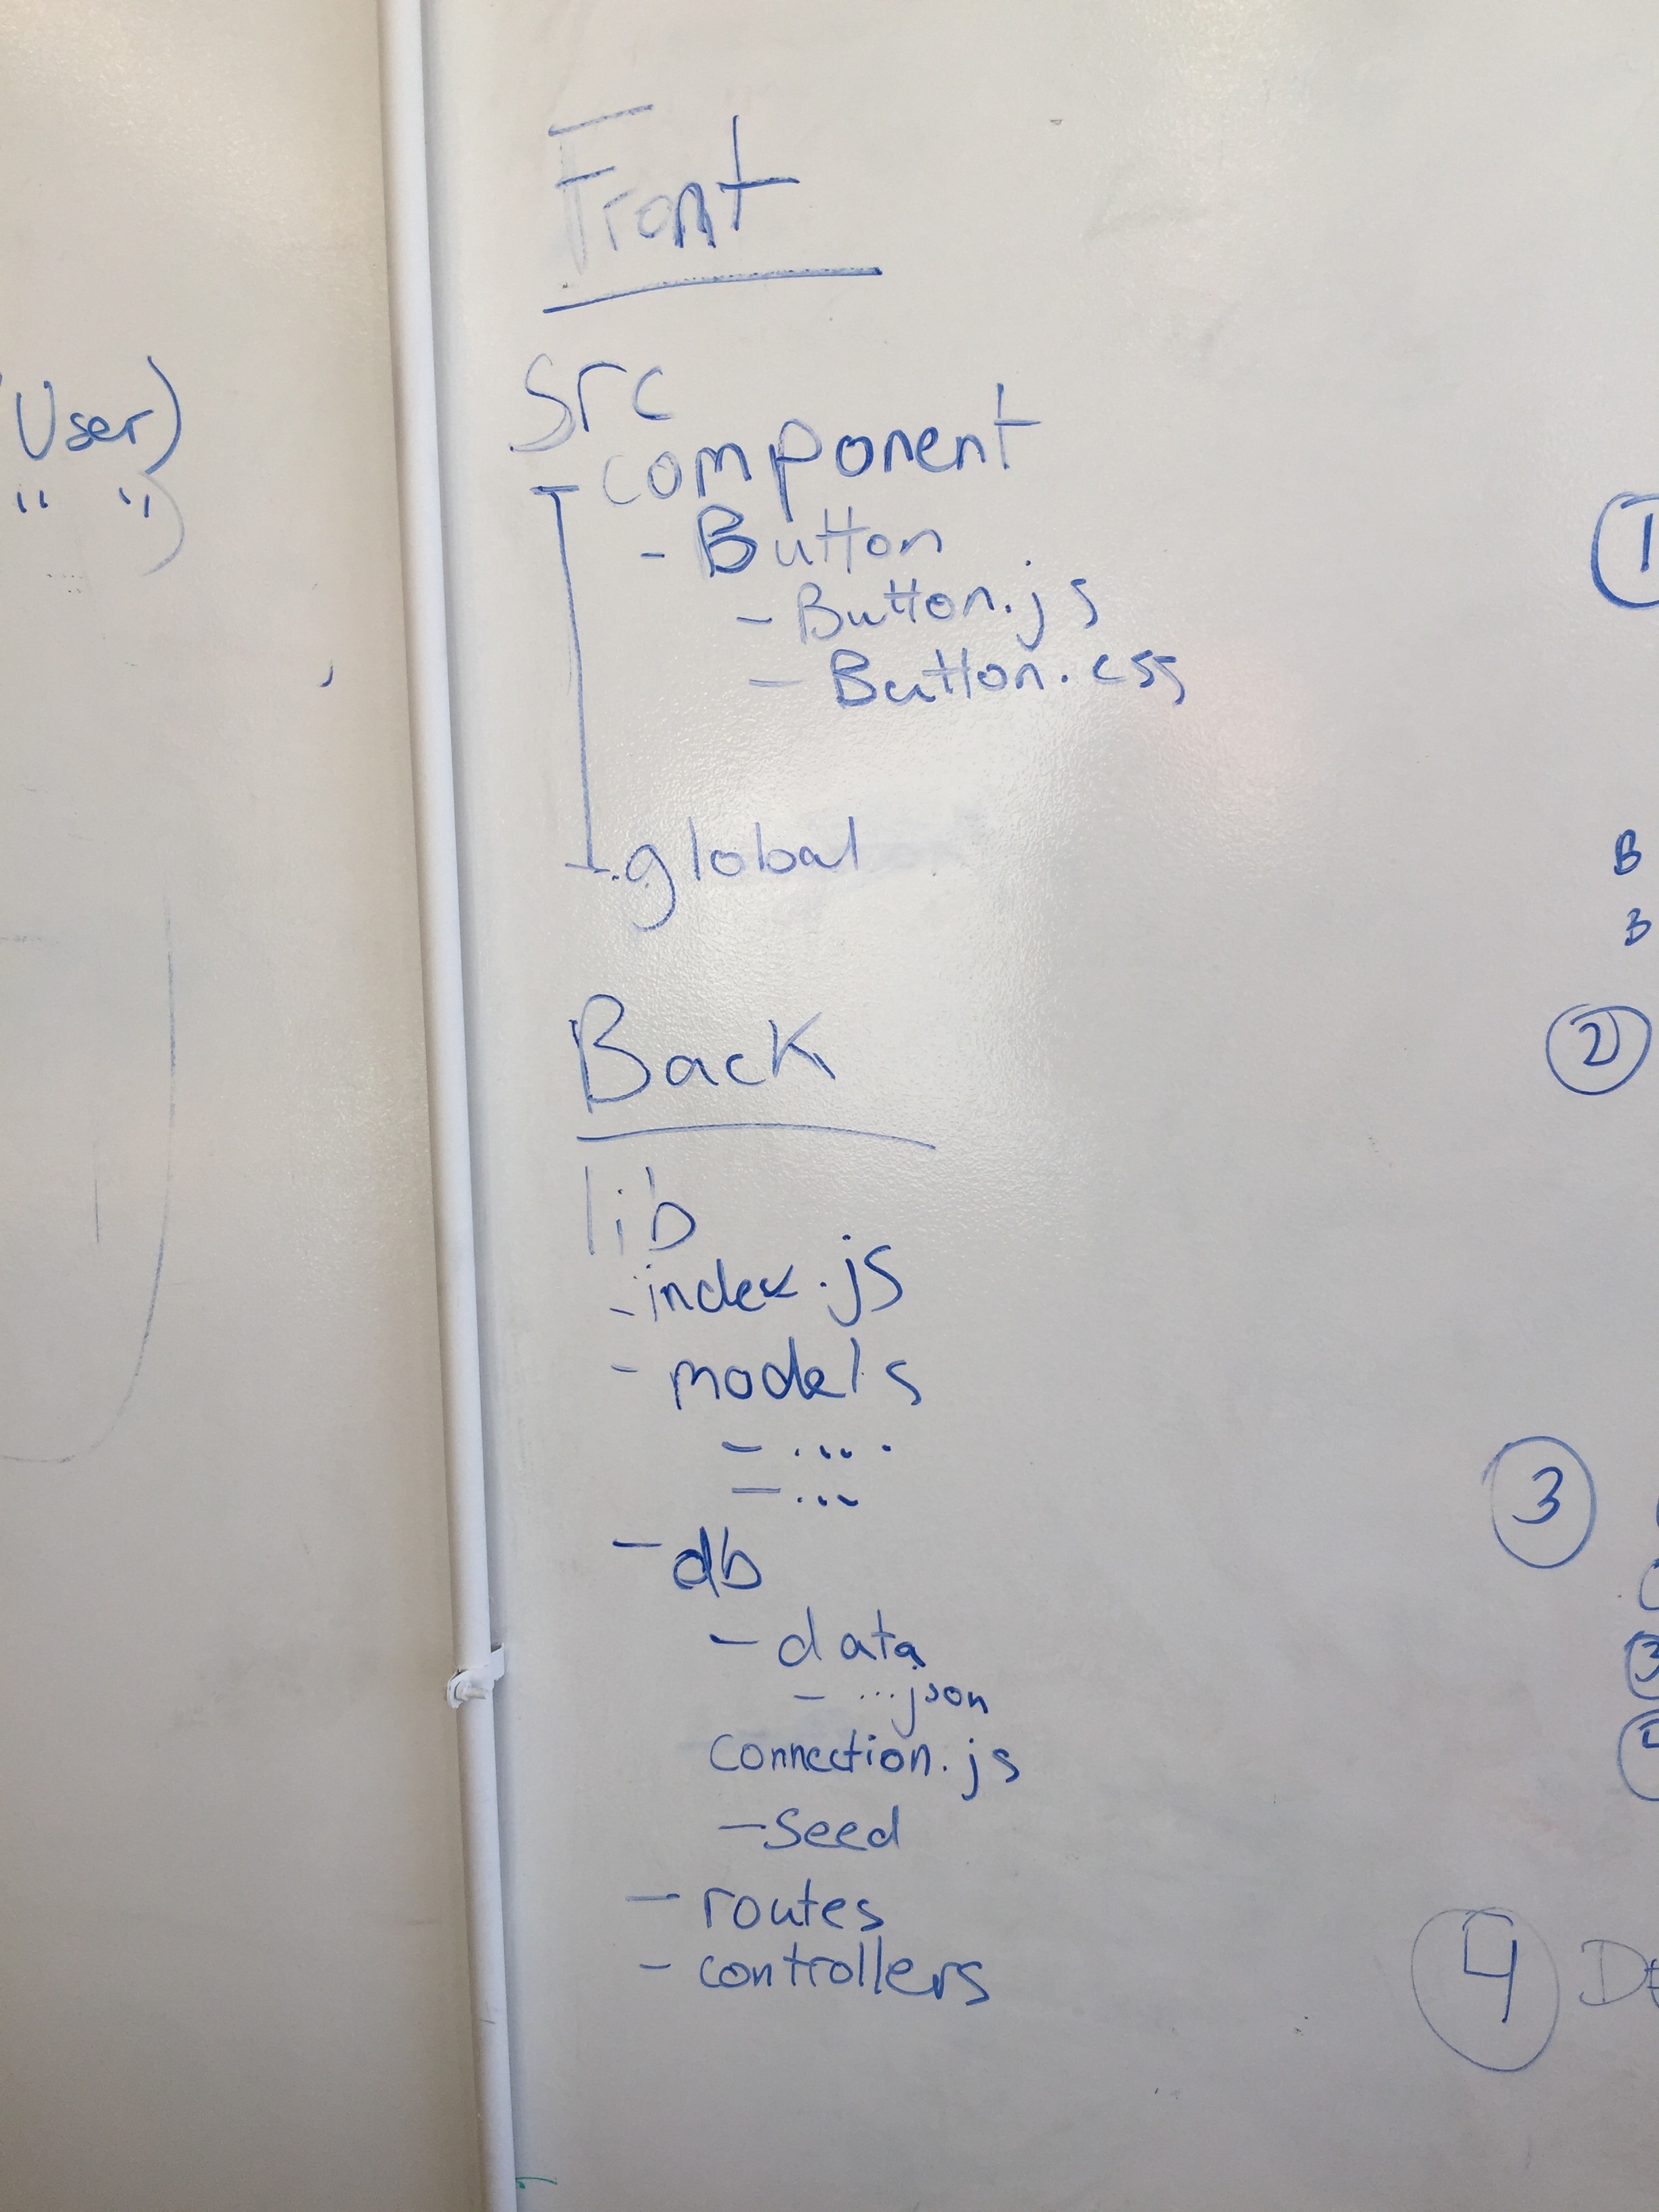 User)
" ")
Front
src
component
- Button
- Button.js
- Button.css
global
Back
lib
- index.js
- models
- ....
- ...
- db
- data
- ...json
connection.js
- Seed
- routes
- controllers
1
B
B
2
3
3
4